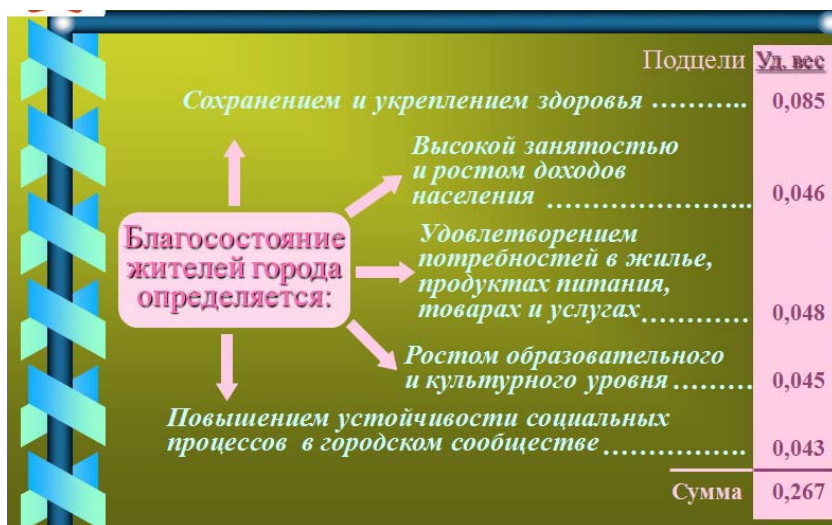 Подцели Уд. вес
Сохранением и укреплением здоровья ……….. 0,085
Высокой занятостью
и ростом доходов
населения ………………….. 0,046
Благосостояние
жителей города
определяется:
Удовлетворением
потребностей в жилье,
продуктах питания,
товарах и услугах………… 0,048
Ростом образовательного
и культурного уровня ……… 0,045
Повышением устойчивости социальных
процессов в городском сообществе ………….. 0,043
Сумма 0,267